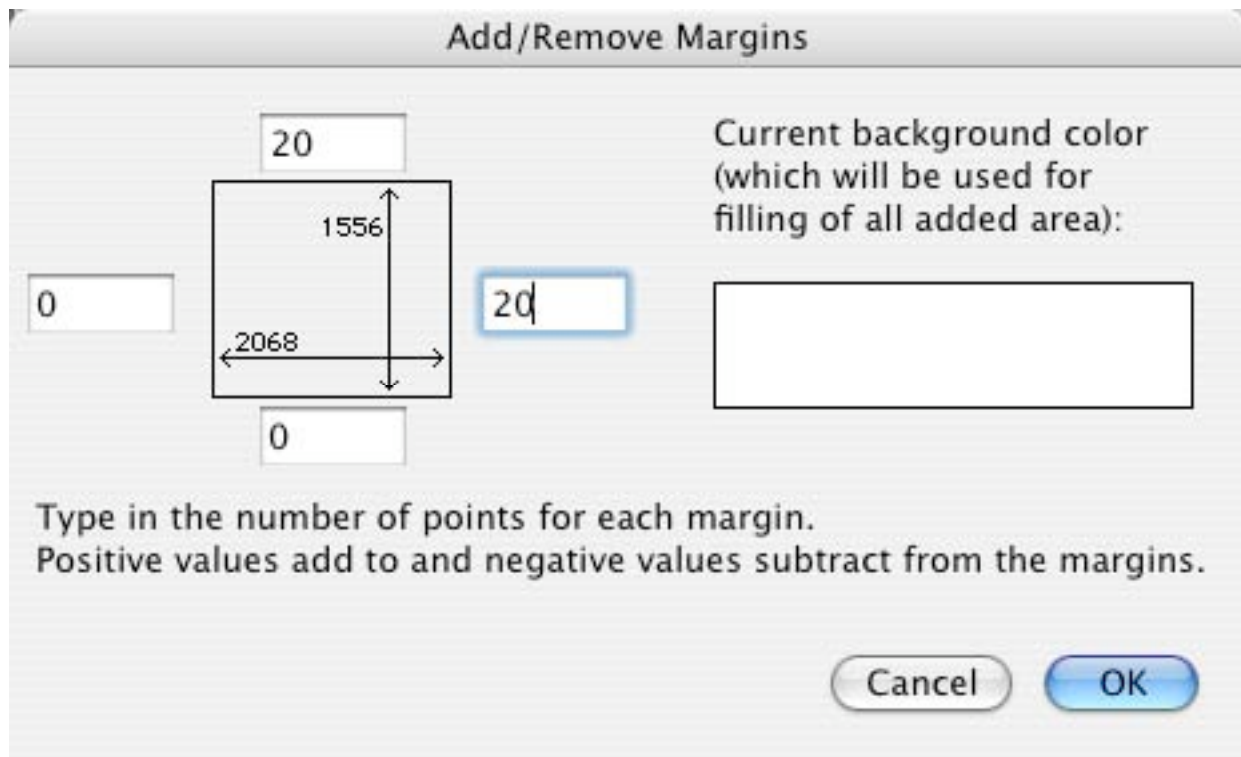 Add/Remove Margins
20
1556
0
20
2068
0
Current background color
(which will be used for
filling of all added area):
Type in the number of points for each margin.
Positive values add to and negative values subtract from the margins.
Cancel
OK